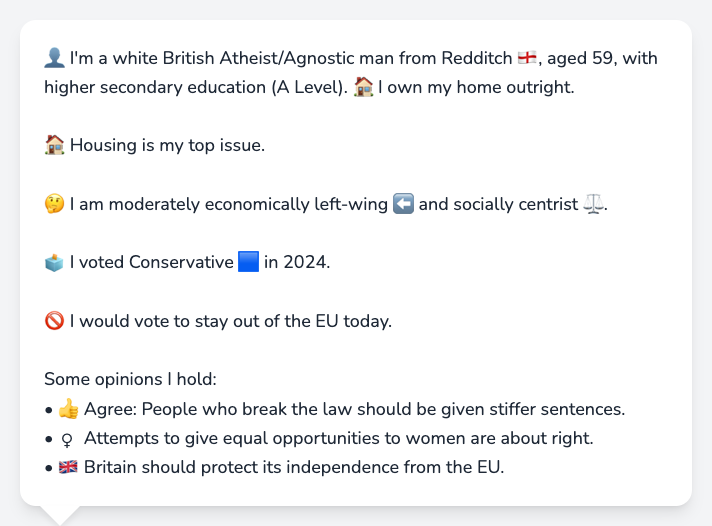 👤 I'm a white British Atheist/Agnostic man from Redditch 🏴󠁧󠁢󠁥󠁮󠁧󠁿, aged 59, with
higher secondary education (A Level). 🏠 I own my home outright.
🏠 Housing is my top issue.
🤔 I am moderately economically left-wing ⬅️ and socially centrist ⚖️.
🗳️ I voted Conservative 🟦 in 2024.
🚫 I would vote to stay out of the EU today.
Some opinions I hold:
• 👍 Agree: People who break the law should be given stiffer sentences.
• ♀ Attempts to give equal opportunities to women are about right.
• 🇬🇧 Britain should protect its independence from the EU.